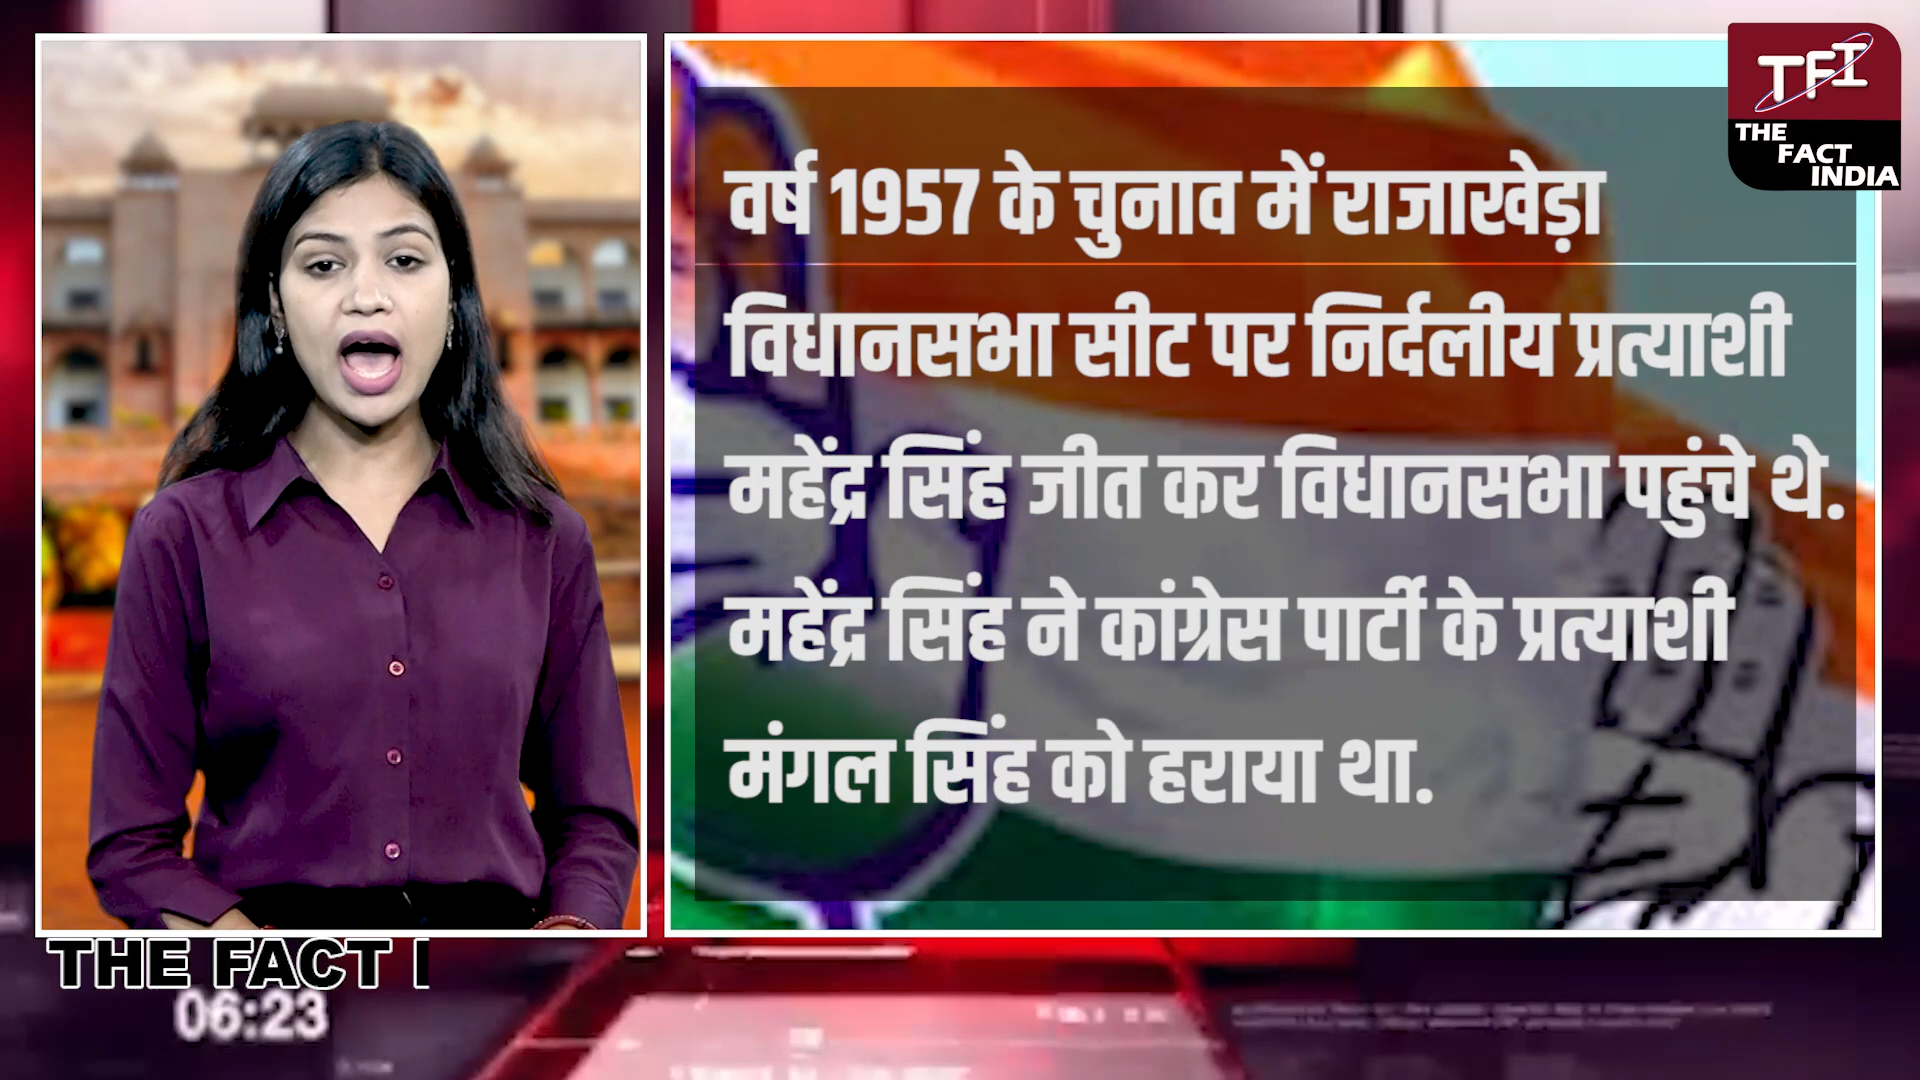 TFI
THE
FACT
INDIA
वर्ष 1957 के चुनाव में राजाखेड़ा
विधानसभा सीट पर निर्दलीय प्रत्याशी
महेंद्र सिंह जीत कर विधानसभा पहुंचे थे.
महेंद्र सिंह ने कांग्रेस पार्टी के प्रत्याशी
मंगल सिंह को हराया था.
THE FACT I
06:23